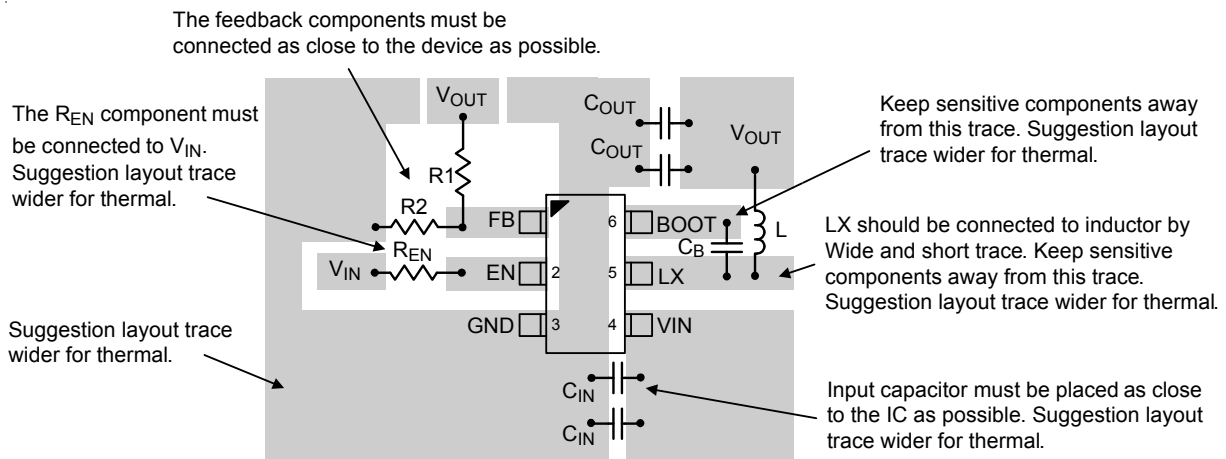 The feedback components must be
connected as close to the device as possible.
The REN component must
be connected to VIN.
Suggestion layout trace
wider for thermal.
VOUT
COUT
COUT
VOUT
Keep sensitive components away
from this trace. Suggestion layout
trace wider for thermal.
R1
R2
FB
6
BOOT
CB
L
REN
VIN
EN
2
5
LX
LX should be connected to inductor by
Wide and short trace. Keep sensitive
components away from this trace.
Suggestion layout trace wider for thermal.
GND
3
4
VIN
Suggestion layout trace
wider for thermal.
CIN
CIN
Input capacitor must be placed as close
to the IC as possible. Suggestion layout
trace wider for thermal.